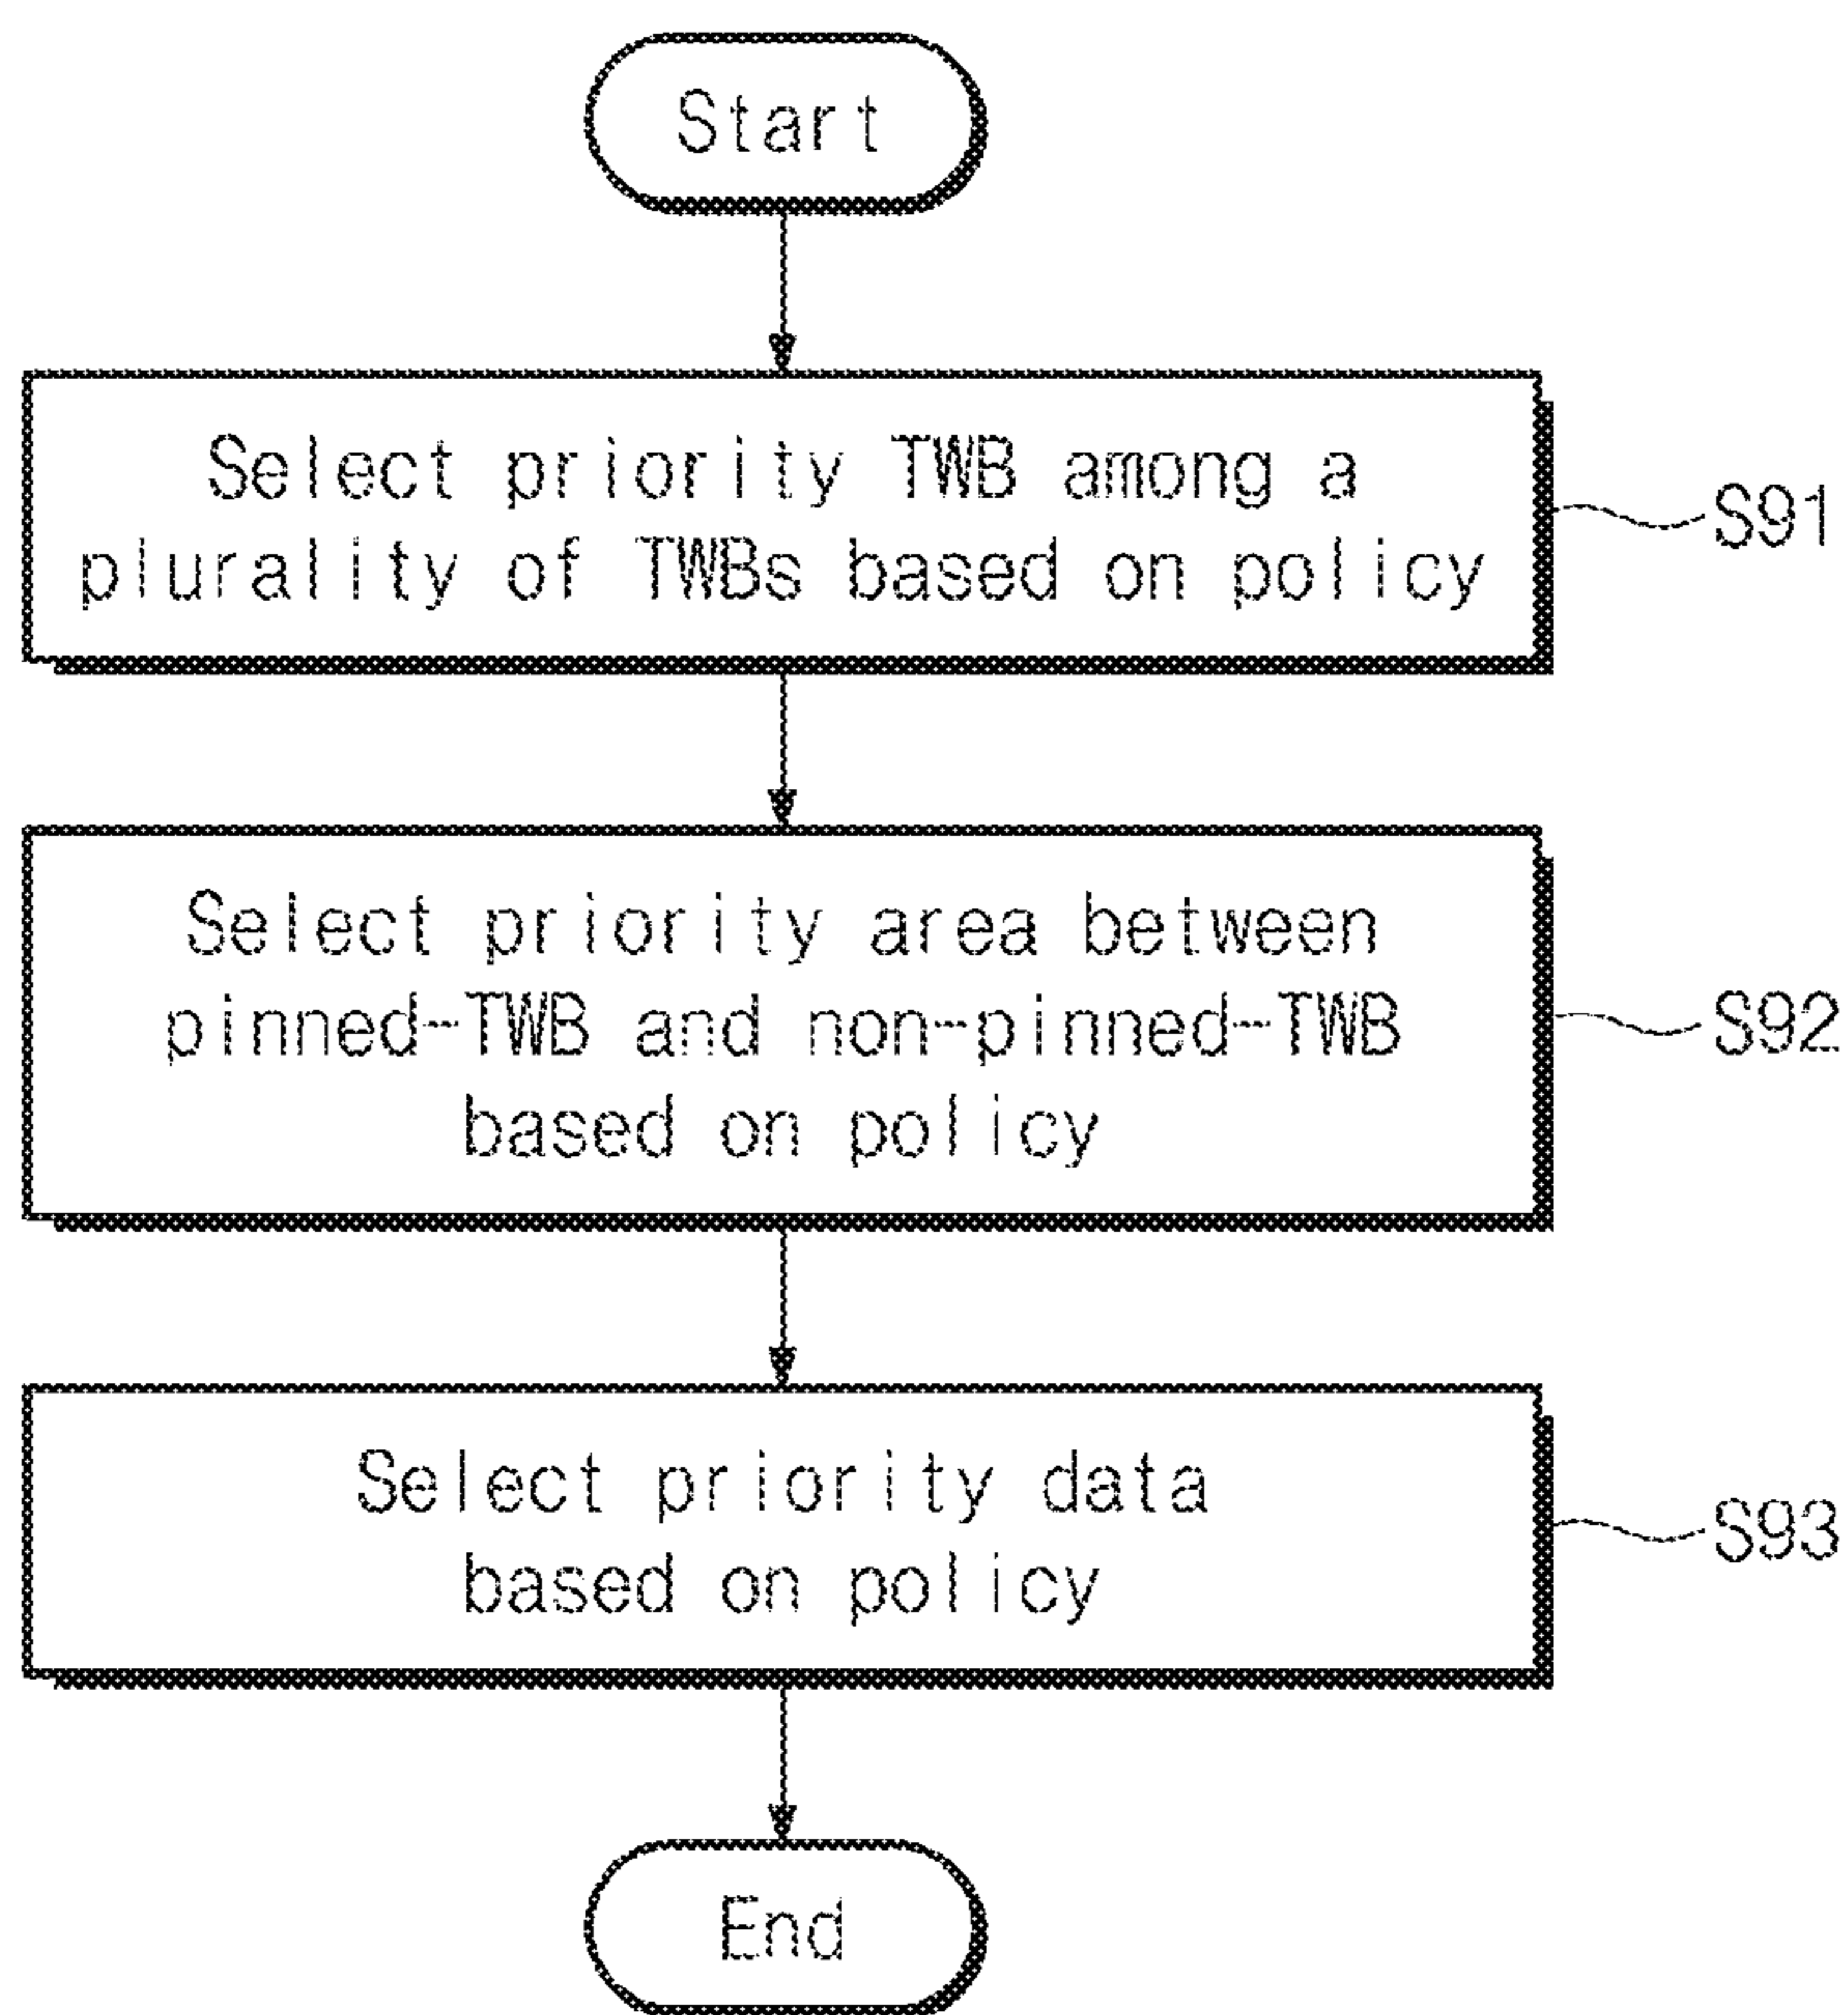 Start
Select priority TWB among a
plurality of TWBs based on policy
S91
Select priority area between
pinned-TWB and non-pinned-TWB
based on policy
S92
Select priority data
based on policy
S93
End